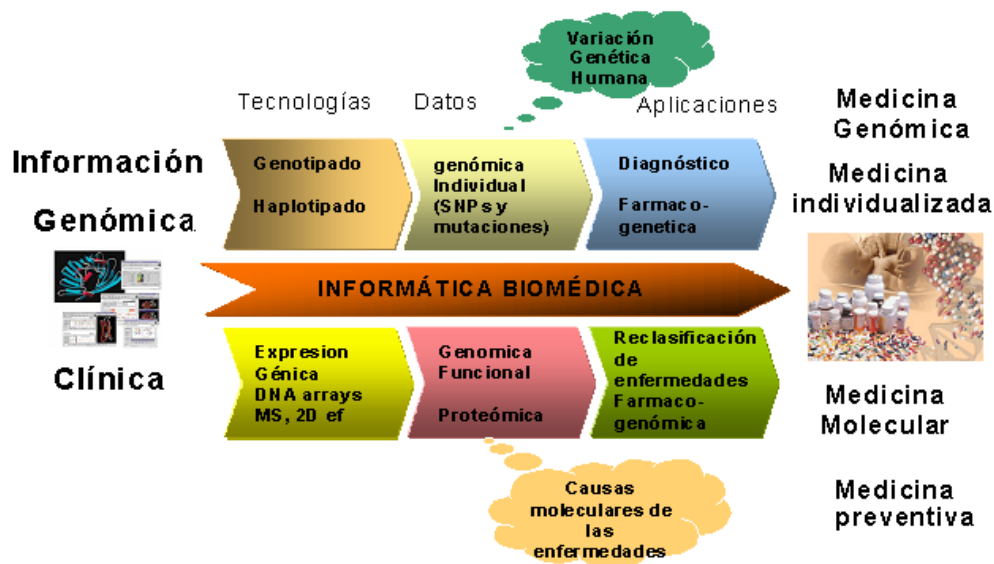 Variación
Genética
Humana
Tecnologías
Datos
Aplicaciones
Medicina
Genómica
Información
Genómica
Clínica
Genotipado
Haplotipado
genómica
Individual
(SNPs y
mutaciones)
Diagnóstico
Farmaco-
genetica
Medicina
individualizada
INFORMÁTICA BIOMÉDICA
Expresion
Génica
DNA arrays
MS, 2D ef
Genomica
Funcional
Proteómica
Reclasificación
de
enfermedades
Farmaco-
genómica
Medicina
Molecular
Medicina
preventiva
Causas
moleculares de
las
enfermedades